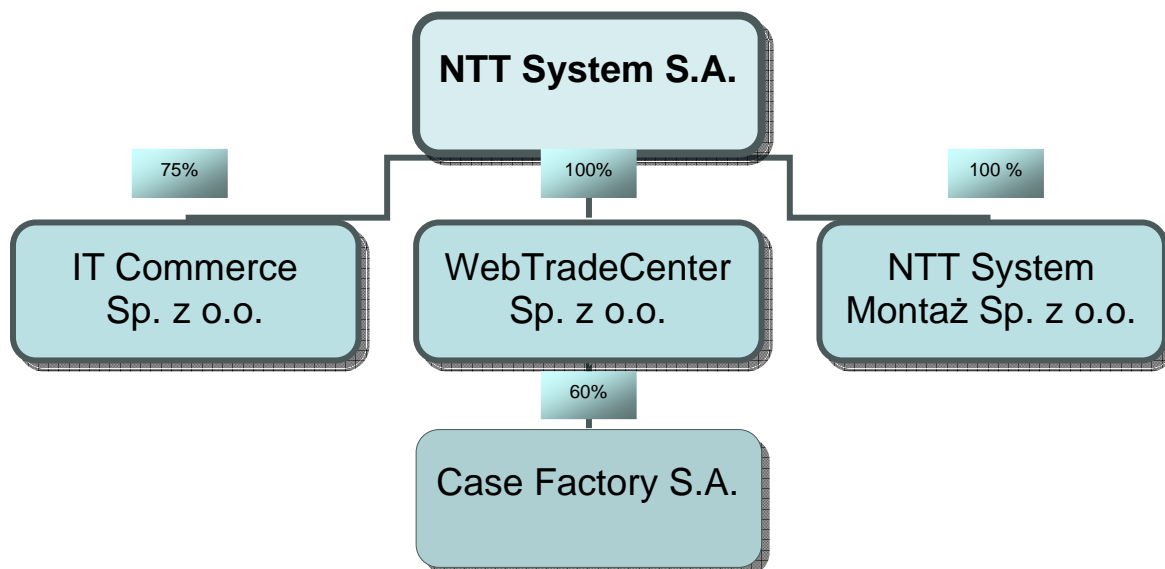 NTT System S.A.
75%
100%
100 %
IT Commerce
Sp. z o.o.
WebTradeCenter
Sp. z o.o.
NTT System
Montaż Sp. z o.o.
60%
Case Factory S.A.